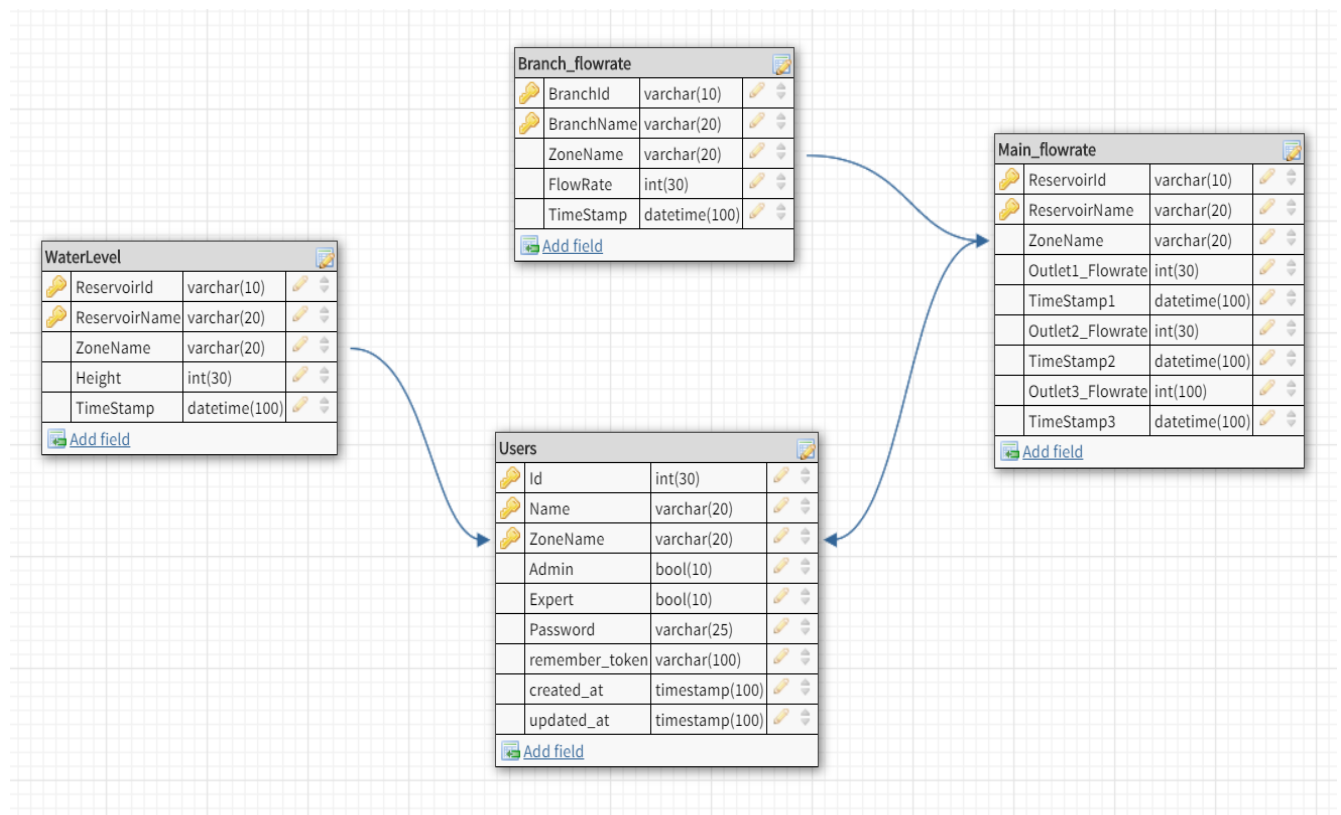 Branch_flowrate
BranchId varchar(10)
BranchName varchar(20)
ZoneName varchar(20)
FlowRate int(30)
TimeStamp datetime(100)
Add field
Main_flowrate
ReservoirId varchar(10)
ReservoirName varchar(20)
ZoneName varchar(20)
Outlet1_Flowrate int(30)
TimeStamp1 datetime(100)
Outlet2_Flowrate int(30)
TimeStamp2 datetime(100)
Outlet3_Flowrate int(100)
TimeStamp3 datetime(100)
Add field
WaterLevel
ReservoirId varchar(10)
ReservoirName varchar(20)
ZoneName varchar(20)
Height int(30)
TimeStamp datetime(100)
Add field
Users
Id int(30)
Name varchar(20)
ZoneName varchar(20)
Admin bool(10)
Expert bool(10)
Password varchar(25)
remember_token varchar(100)
created_at timestamp(100)
updated_at timestamp(100)
Add field